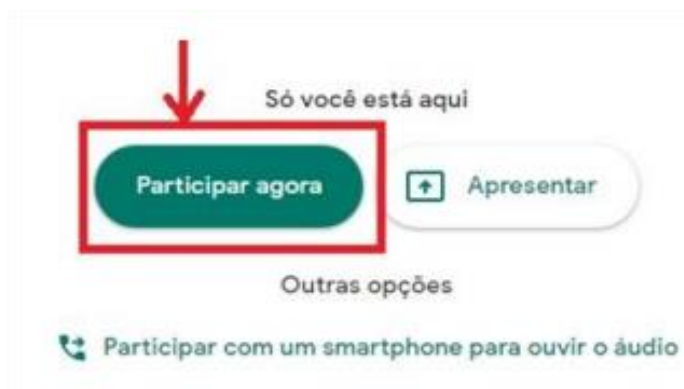 Só você está aqui
Participar agora
Apresentar
Outras opções
Participar com um smartphone para ouvir o áudio